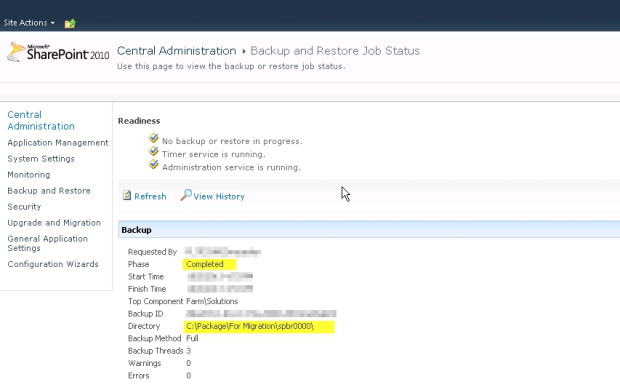 Site Actions
Microsoft
SharePoint 2010
Central Administration ▸ Backup and Restore Job Status
Use this page to view the backup or restore job status.
Central Administration
Application Management
System Settings
Monitoring
Backup and Restore
Security
Upgrade and Migration
General Application Settings
Configuration Wizards
Readiness
No backup or restore in progress.
Timer service is running.
Administration service is running.
Refresh View History
Backup
Requested By
Phase Completed
Start Time
Finish Time
Top Component Farm\Solutions
Backup ID
Directory C:\Package\For Migration\spbr0000\
Backup Method Full
Backup Threads 3
Warnings 0
Errors 0